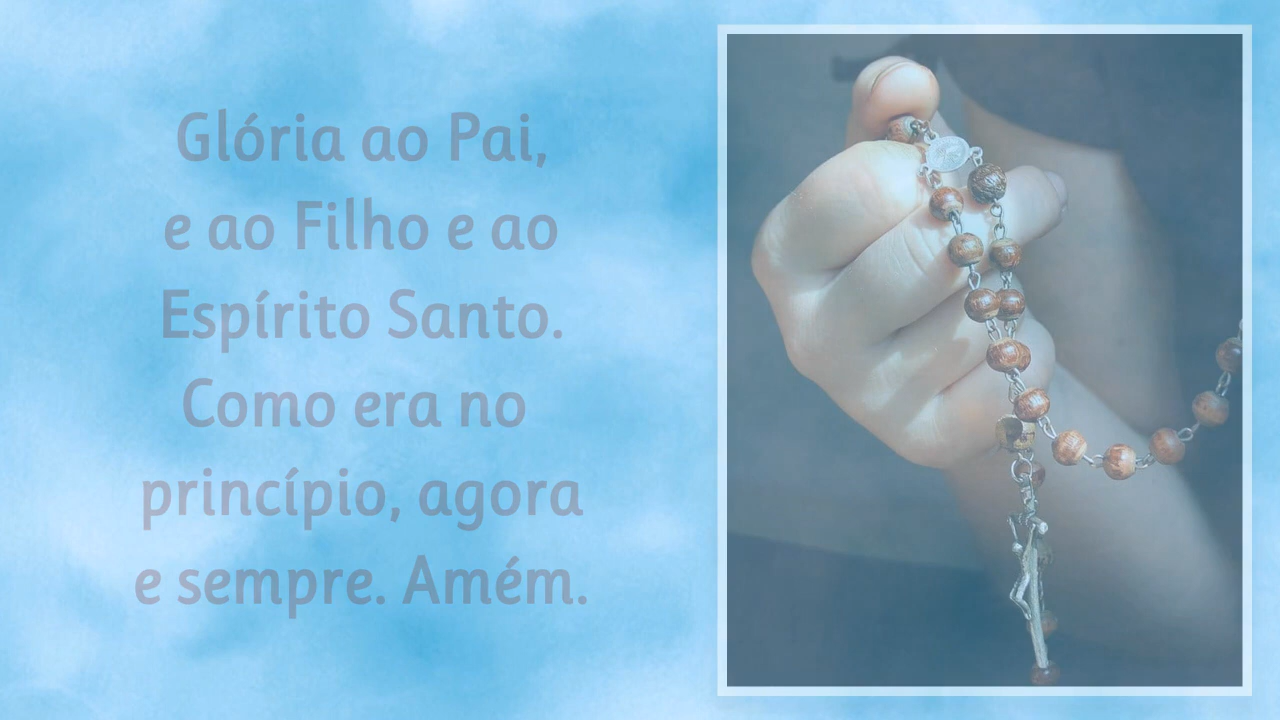 Glória ao Pai,
e ao Filho e ao
Espírito Santo.
Como era no
princípio, agora
e sempre. Amém.